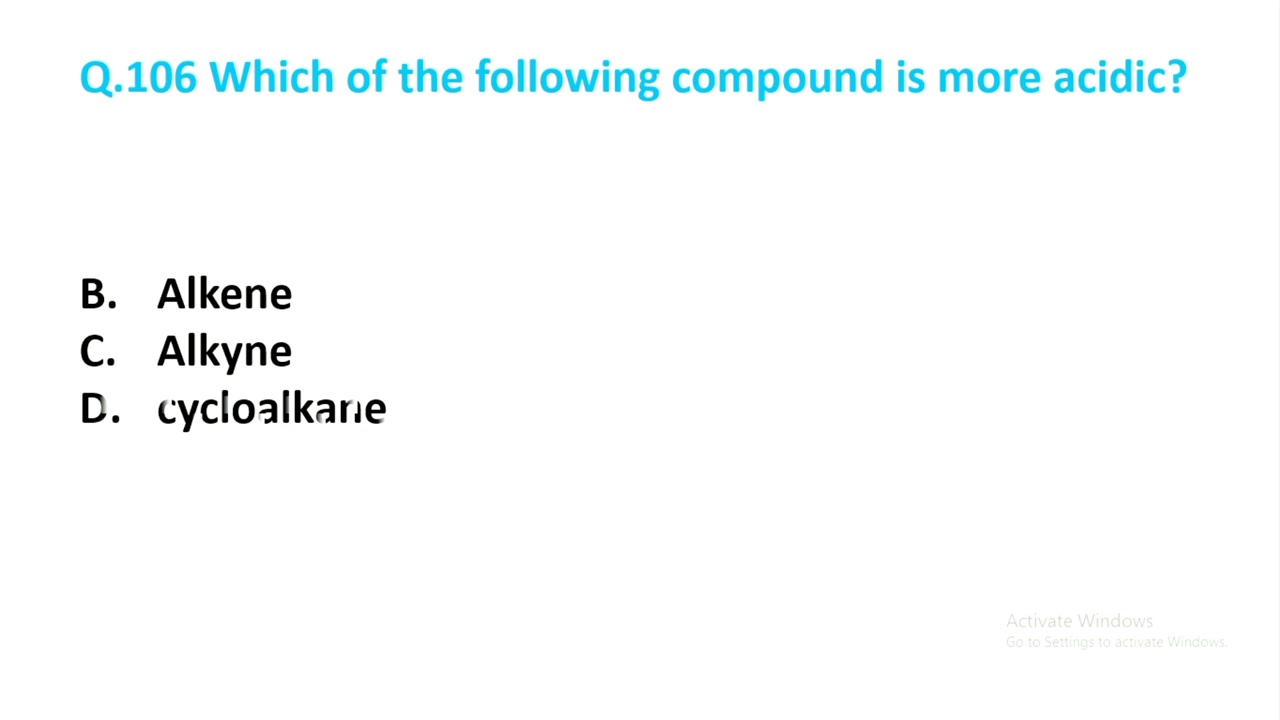 Q.106 Which of the following compound is more acidic?
B. Alkene
C. Alkyne
D. cycloalkane
Activate Windows
Go to Settings to activate Windows.